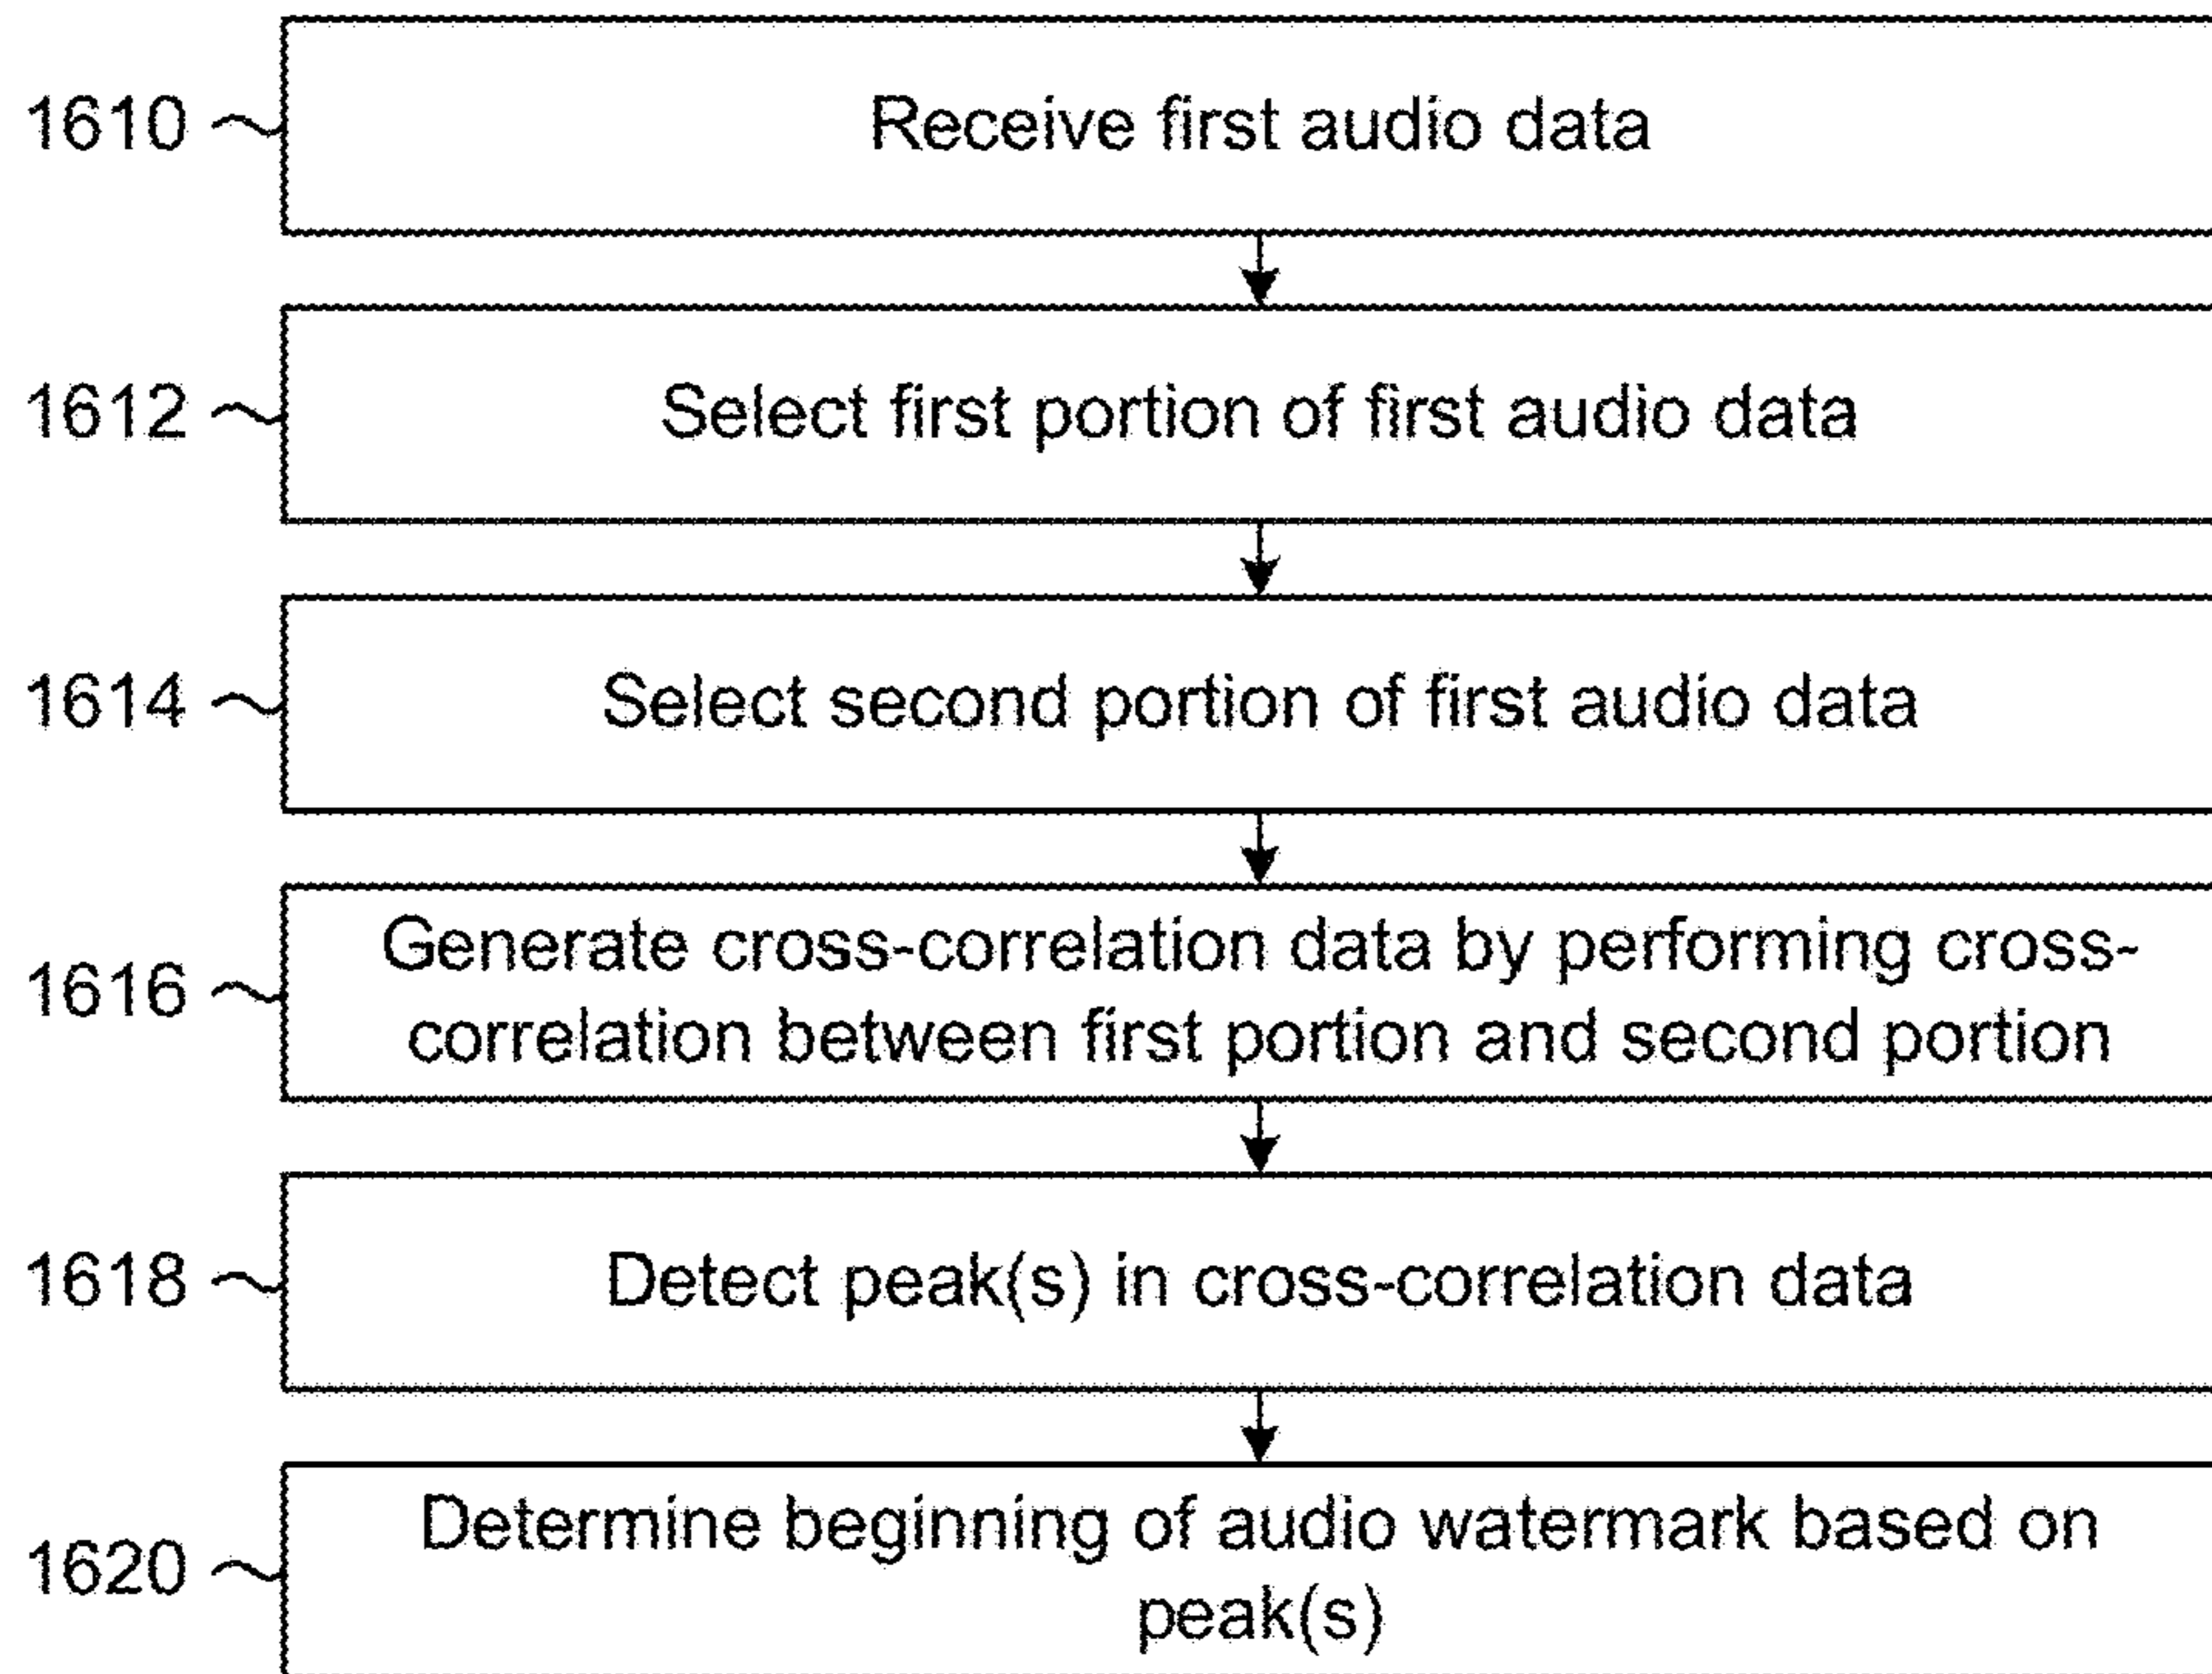 1610
Receive first audio data
1612
Select first portion of first audio data
1614
Select second portion of first audio data
1616
Generate cross-correlation data by performing cross-
correlation between first portion and second portion
1618
Detect peak(s) in cross-correlation data
1620
Determine beginning of audio watermark based on
peak(s)